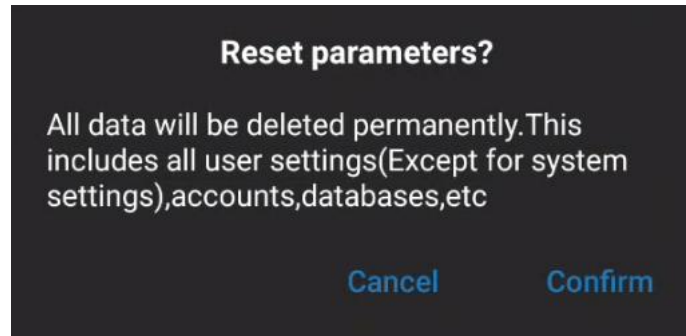 Reset parameters?
All data will be deleted permanently.This
includes all user settings(Except for system
settings),accounts,databases,etc
Cancel Confirm